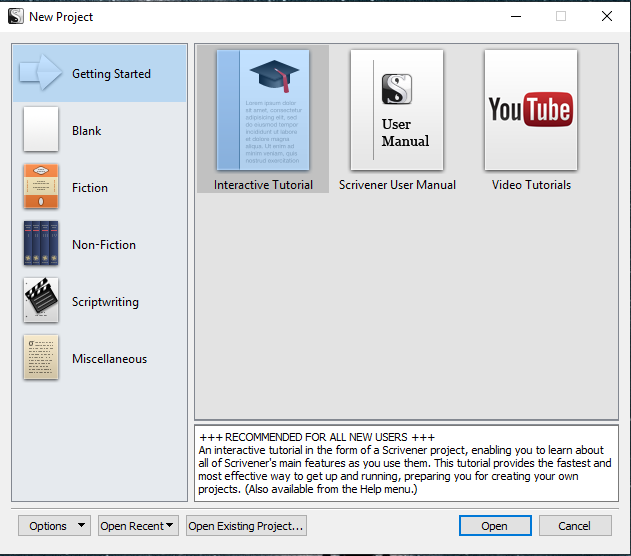 New Project
Getting Started
Blank
Fiction
Non-Fiction
Scriptwriting
Miscellaneous
Lorem ipsum dolor
sit amet, consectetur
adipisicing elit, sed
do eusmod tempor
incididunt ut labore
et dolore magna
aliqua. Ut enim ad
minim veniam, quis
nostrud exercitation
Interactive Tutorial
S
User
Manual
Scrivener User Manual
YouTube
Video Tutorials
+++ RECOMMENDED FOR ALL NEW USERS +++
An interactive tutorial in the form of a Scrivener project, enabling you to learn about
all of Scrivener's main features as you use them. This tutorial provides the fastest and
most effective way to get up and running, preparing you for creating your own
projects. (Also available from the Help menu.)
Options
Open Recent
Open Existing Project...
Open
Cancel